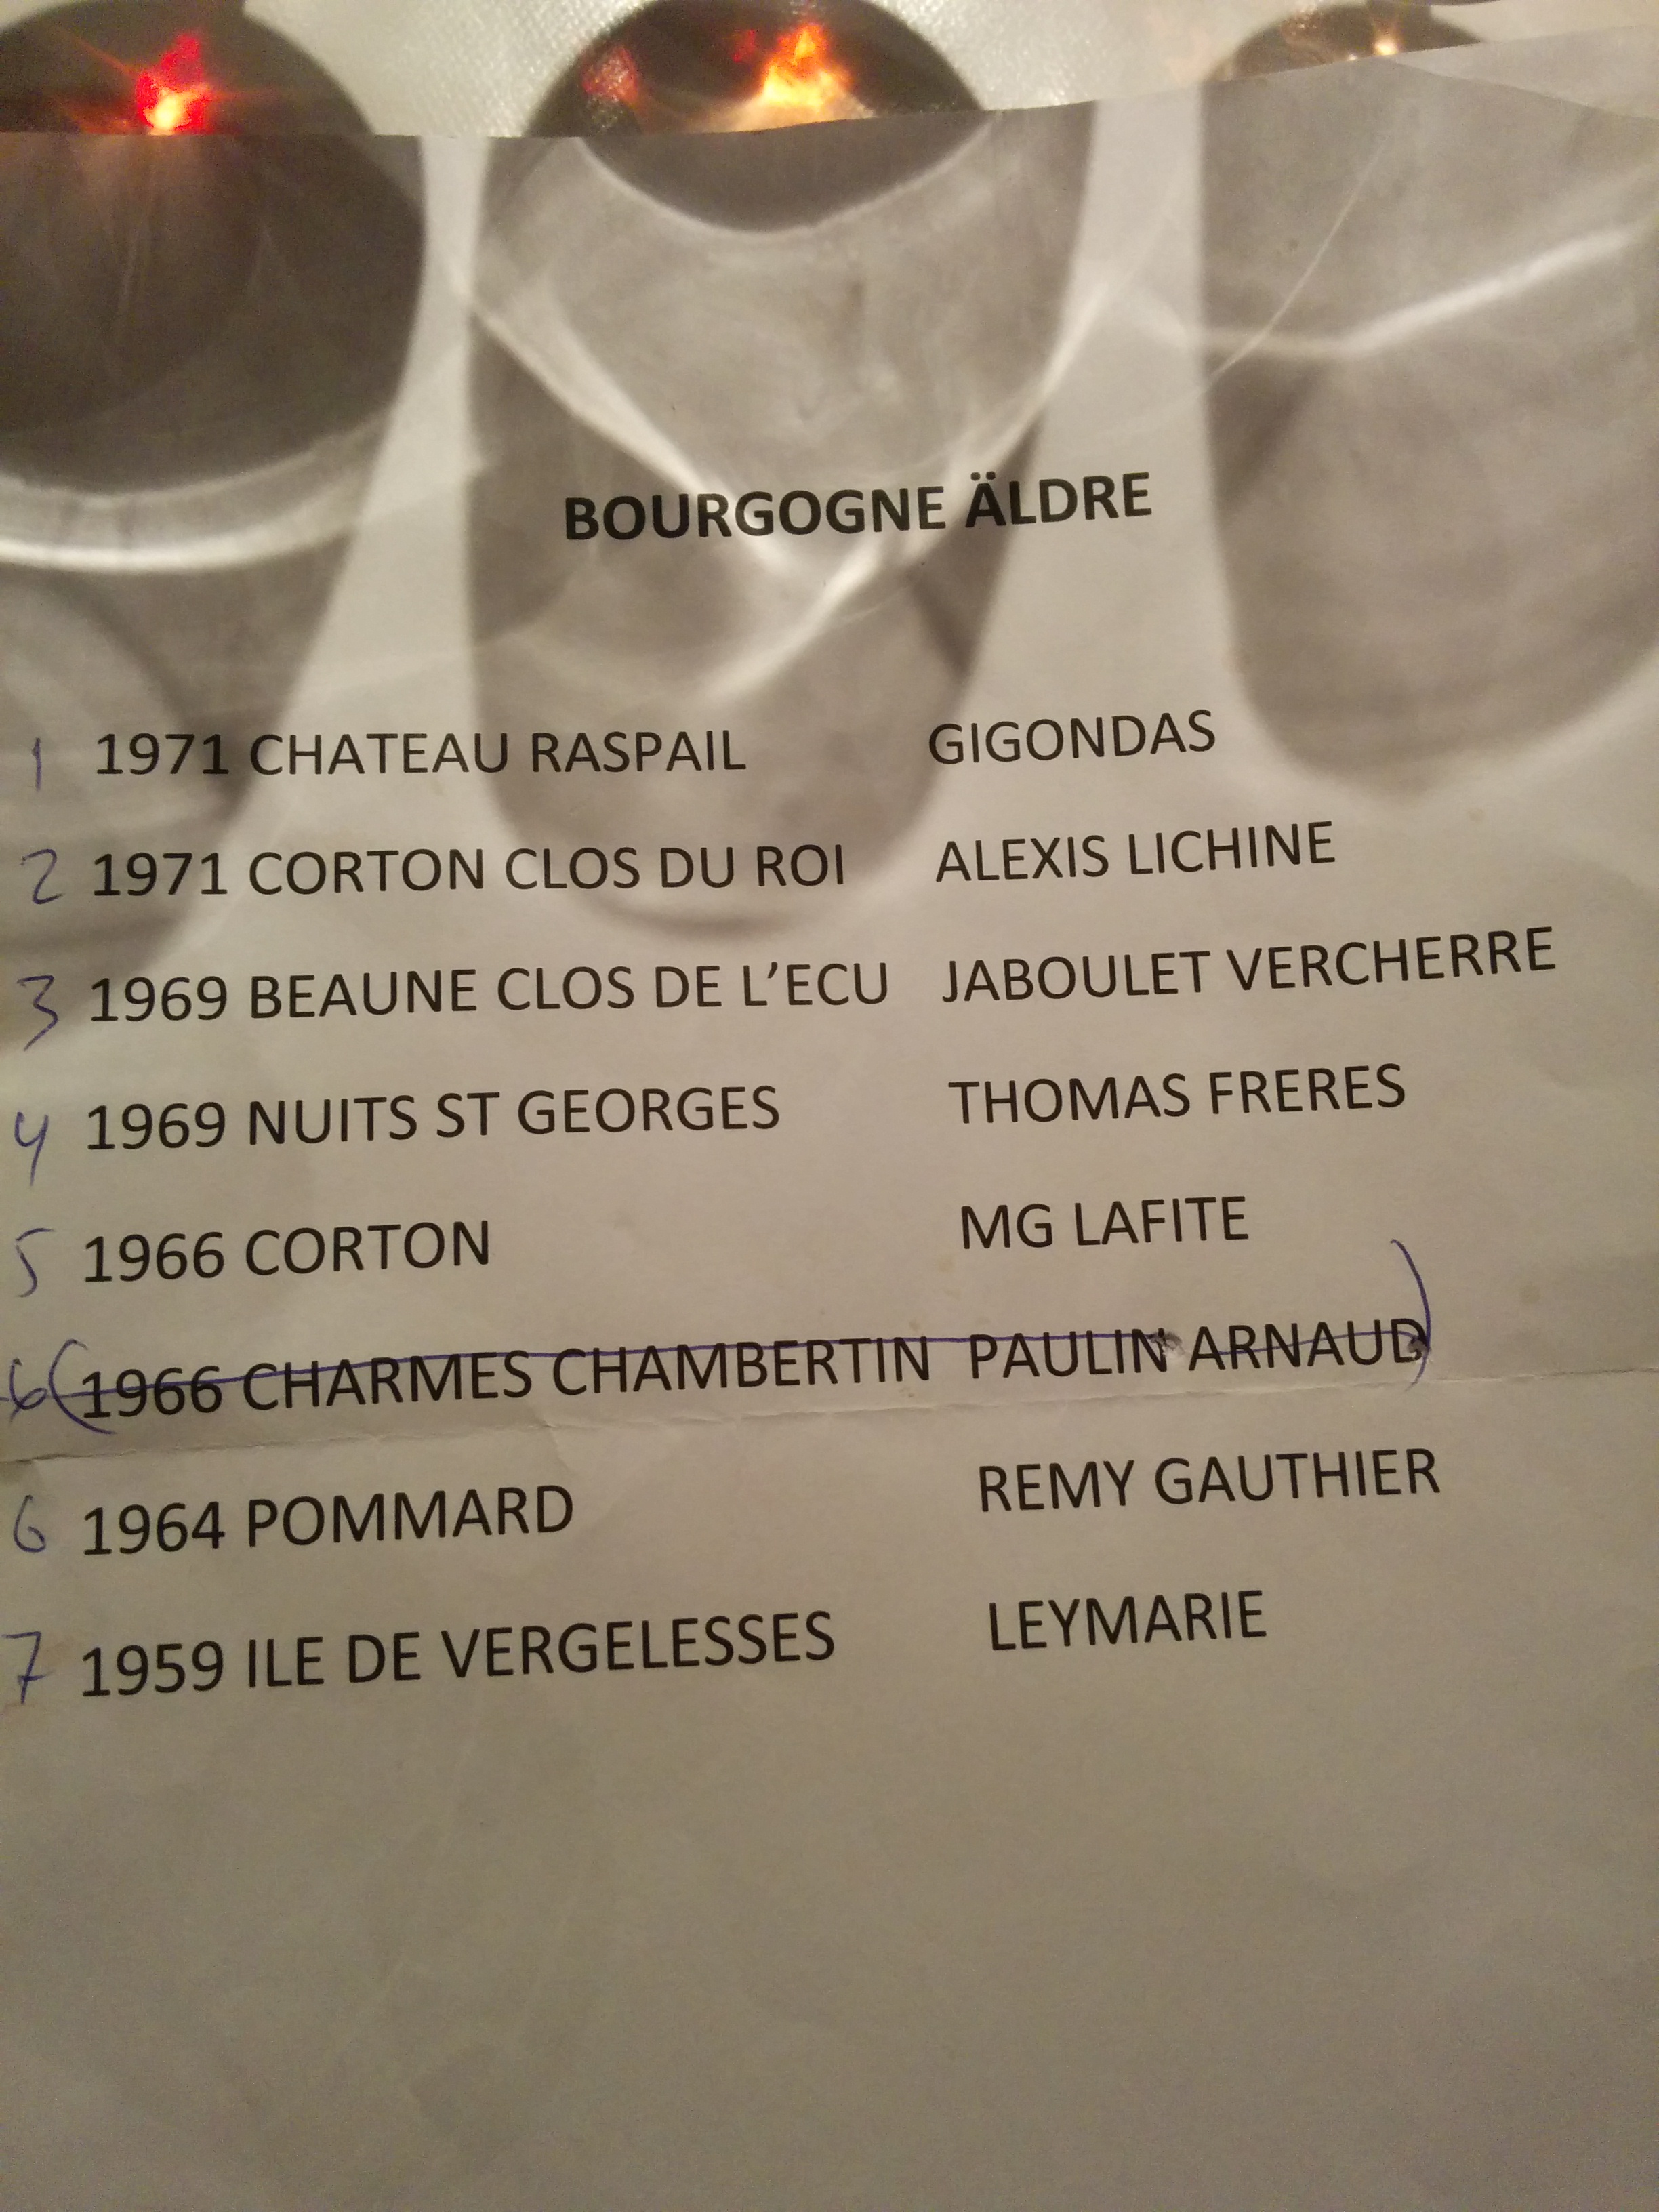 BOURGOGNE ÄLDRE
1 1971 CHATEAU RASPAIL GIGONDAS
2 1971 CORTON CLOS DU ROI ALEXIS LICHINE
3 1969 BEAUNE CLOS DE L’ECU JABOULET VERCHERRE
4 1969 NUITS ST GEORGES THOMAS FRERES
5 1966 CORTON MG LAFITE
6 (1966 CHARMES CHAMBERTIN PAULIN ARNAUD)
6 1964 POMMARD REMY GAUTHIER
7 1959 ILE DE VERGELESSES LEYMARIE